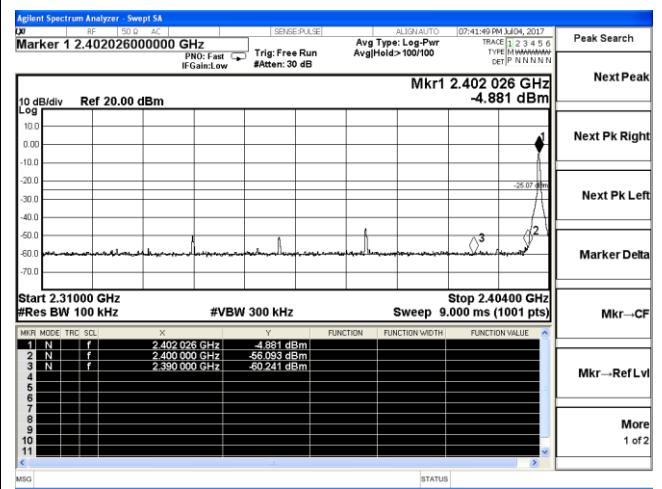 Agilent Spectrum Analyzer - Swept SA
RF 50 Ω AC SENSE:PULSE ALIGN AUTO 07:41:49 PM Jul 04, 2017
Marker 1 2.402026000000 GHz
PNO: Fast
IFGain:Low
Trig: Free Run
#Atten: 30 dB
Avg Type: Log-Pwr
Avg|Hold:> 100/100
TRACE 1 2 3 4 5 6
TYPE M WWWWW
DET P N N N N N
Peak Search
Mkr1 2.402 026 GHz
-4.881 dBm
10 dB/div Ref 20.00 dBm
Log
10.0
0.00
-10.0
-20.0
-30.0
-40.0
-50.0
-60.0
-70.0
1
-25.07 dBm
2
3
Start 2.31000 GHz Stop 2.40400 GHz
#Res BW 100 kHz #VBW 300 kHz Sweep 9.000 ms (1001 pts)
MKR MODE TRC SCL X Y FUNCTION FUNCTION WIDTH FUNCTION VALUE
1 N f 2.402 026 GHz -4.881 dBm
2 N f 2.400 000 GHz -56.093 dBm
3 N f 2.390 000 GHz -60.241 dBm
4
5
6
7
8
9
10
11
MSG STATUS
Next Peak
Next Pk Right
Next Pk Left
Marker Delta
Mkr→CF
Mkr→Ref Lvl
More
1 of 2